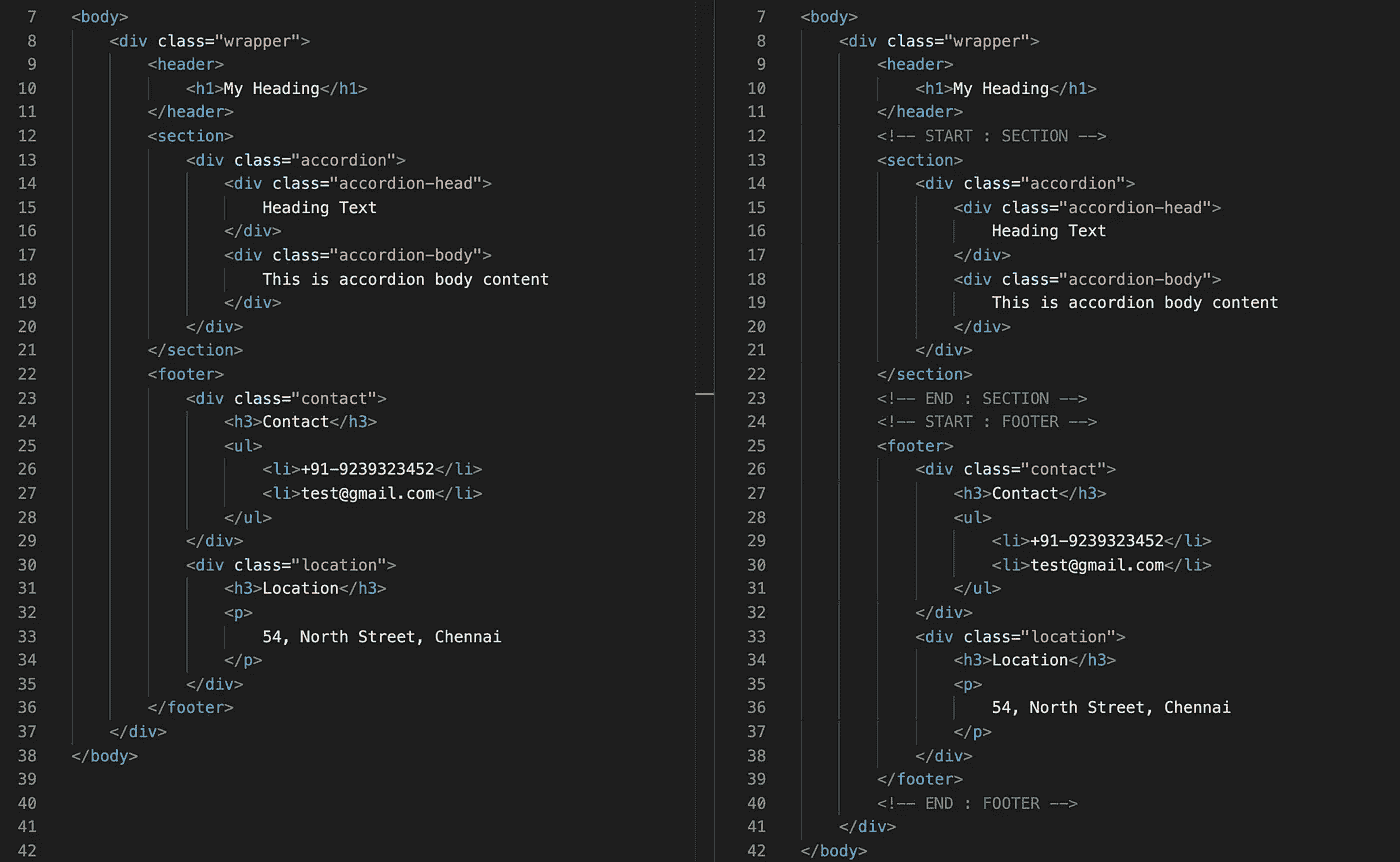 7 <body>
8 <div class="wrapper">
9 <header>
10 <h1>My Heading</h1>
11 </header>
12 <section>
13 <div class="accordion">
14 <div class="accordion-head">
15 Heading Text
16 </div>
17 <div class="accordion-body">
18 This is accordion body content
19 </div>
20 </div>
21 </section>
22 <footer>
23 <div class="contact">
24 <h3>Contact</h3>
25 <ul>
26 <li>+91-9239323452</li>
27 <li>test@gmail.com</li>
28 </ul>
29 </div>
30 <div class="location">
31 <h3>Location</h3>
32 <p>
33 54, North Street, Chennai
34 </p>
35 </div>
36 </footer>
37 </div>
38 </body>
39
40
41
42
7 <body>
8 <div class="wrapper">
9 <header>
10 <h1>My Heading</h1>
11 </header>
12 <!-- START : SECTION -->
13 <section>
14 <div class="accordion">
15 <div class="accordion-head">
16 Heading Text
17 </div>
18 <div class="accordion-body">
19 This is accordion body content
20 </div>
21 </div>
22 </section>
23 <!-- END : SECTION -->
24 <!-- START : FOOTER -->
25 <footer>
26 <div class="contact">
27 <h3>Contact</h3>
28 <ul>
29 <li>+91-9239323452</li>
30 <li>test@gmail.com</li>
31 </ul>
32 </div>
33 <div class="location">
34 <h3>Location</h3>
35 <p>
36 54, North Street, Chennai
37 </p>
38 </div>
39 </footer>
40 <!-- END : FOOTER -->
41 </div>
42 </body>